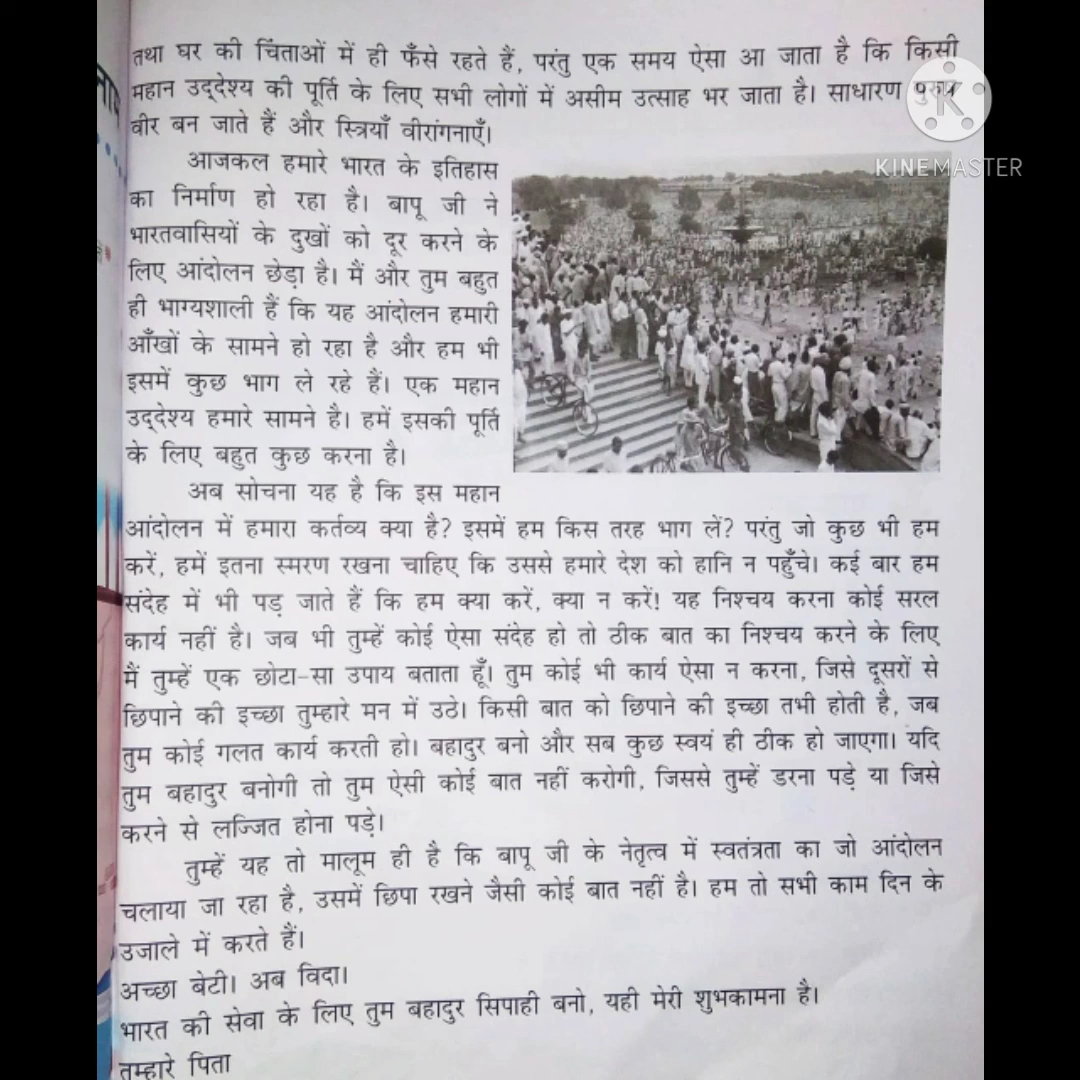 तथा घर की चिंताओं में ही फँसे रहते हैं, परंतु एक समय ऐसा आ जाता है कि किसी
महान उद्देश्य की पूर्ति के लिए सभी लोगों में असीम उत्साह भर जाता है। साधारण पुरुष
वीर बन जाते हैं और स्त्रियाँ वीरांगनाएँ।
KINEMASTER
आजकल हमारे भारत के इतिहास
का निर्माण हो रहा है। बापू जी ने
भारतवासियों के दुखों को दूर करने के
लिए आंदोलन छेड़ा है। मैं और तुम बहुत
ही भाग्यशाली हैं कि यह आंदोलन हमारी
आँखों के सामने हो रहा है और हम भी
इसमें कुछ भाग ले रहे हैं। एक महान
उद्देश्य हमारे सामने है। हमें इसकी पूर्ति
के लिए बहुत कुछ करना है।
अब सोचना यह है कि इस महान
आंदोलन में हमारा कर्तव्य क्या है? इसमें हम किस तरह भाग लें? परंतु जो कुछ भी हम
करें, हमें इतना स्मरण रखना चाहिए कि उससे हमारे देश को हानि न पहुँचे। कई बार हम
संदेह में भी पड़ जाते हैं कि हम क्या करें, क्या न करें! यह निश्चय करना कोई सरल
कार्य नहीं है। जब भी तुम्हें कोई ऐसा संदेह हो तो ठीक बात का निश्चय करने के लिए
मैं तुम्हें एक छोटा-सा उपाय बताता हूँ। तुम कोई भी कार्य ऐसा न करना, जिसे दूसरों से
छिपाने की इच्छा तुम्हारे मन में उठे। किसी बात को छिपाने की इच्छा तभी होती है, जब
तुम कोई गलत कार्य करती हो। बहादुर बनो और सब कुछ स्वयं ही ठीक हो जाएगा। यदि
तुम बहादुर बनोगी तो तुम ऐसी कोई बात नहीं करोगी, जिससे तुम्हें डरना पड़े या जिसे
करने से लज्जित होना पड़े।
तुम्हें यह तो मालूम ही है कि बापू जी के नेतृत्व में स्वतंत्रता का जो आंदोलन
चलाया जा रहा है, उसमें छिपा रखने जैसी कोई बात नहीं है। हम तो सभी काम दिन के
उजाले में करते हैं।
अच्छा बेटी। अब विदा।
भारत की सेवा के लिए तुम बहादुर सिपाही बनो, यही मेरी शुभकामना है।
तुम्हारे पिता